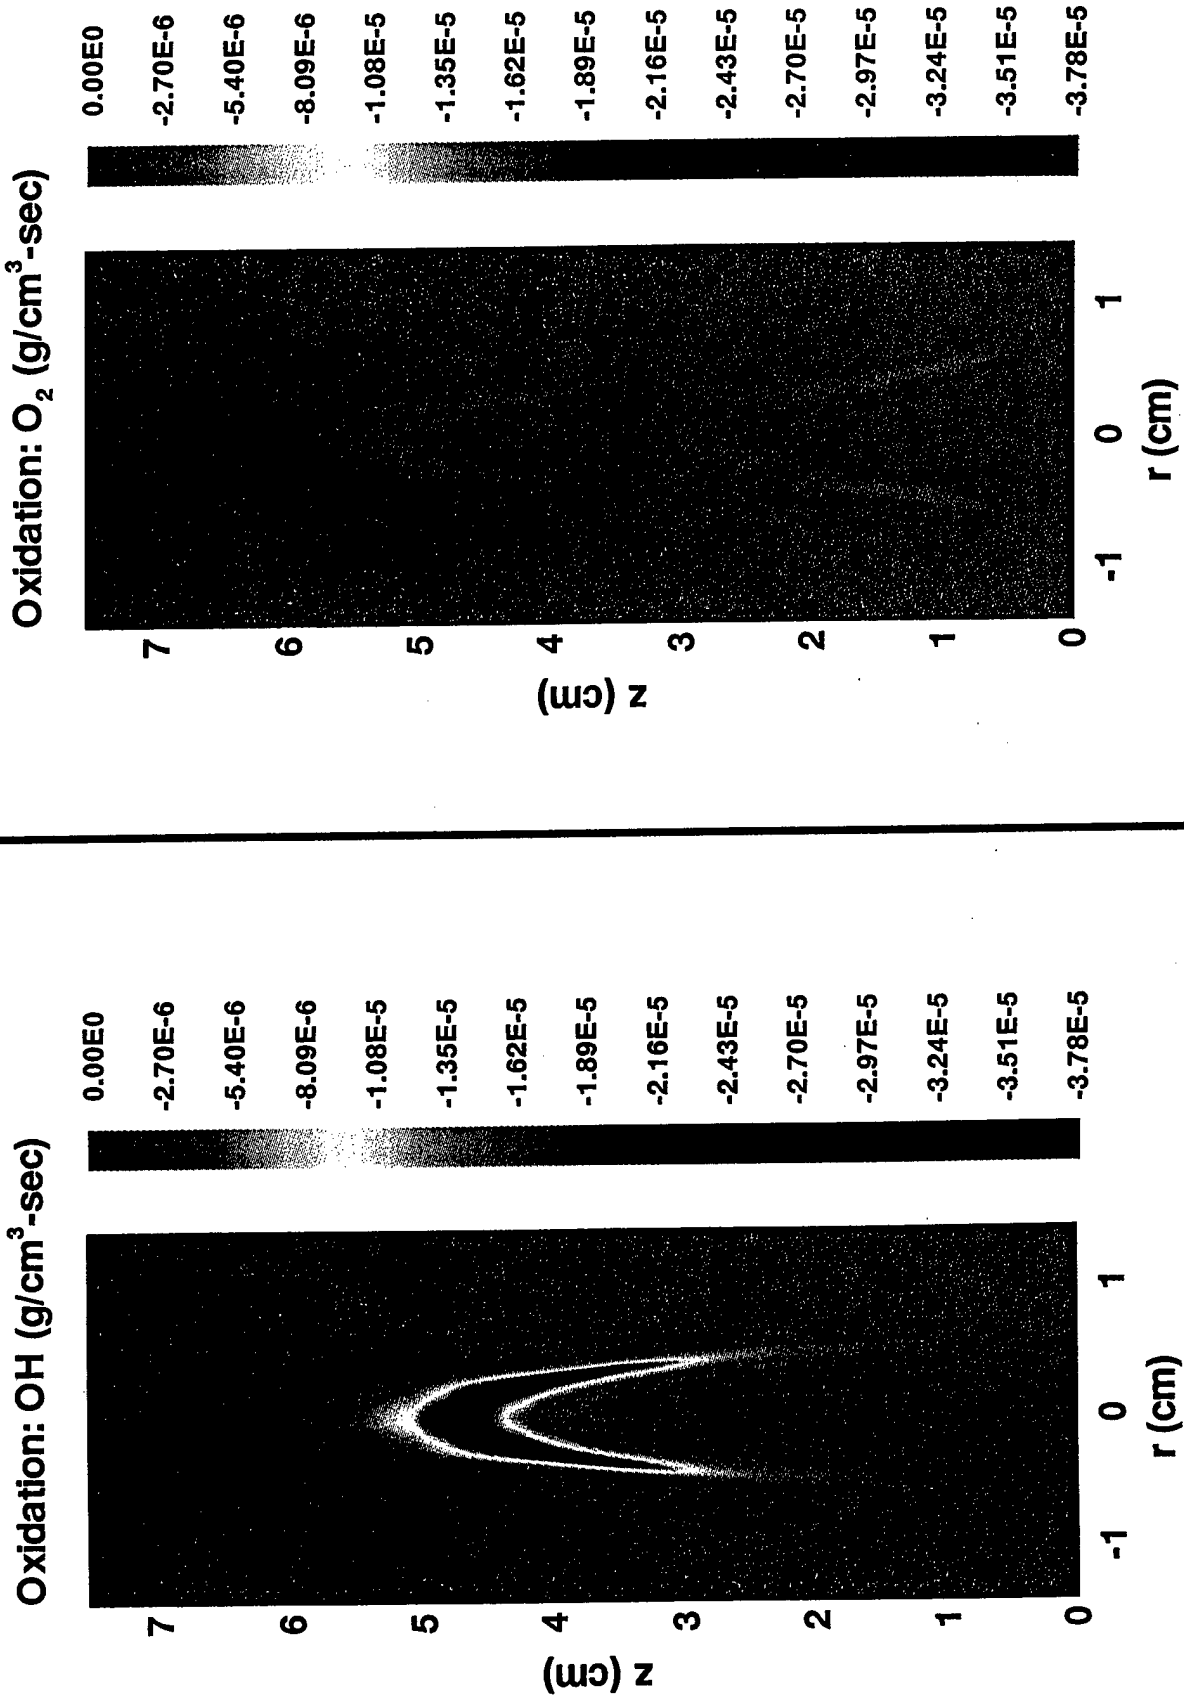 Oxidation: OH (g/cm³-sec)
7
6
5
4
3
2
1
0
z (cm)
-1
0
1
r (cm)
0.00E0
-2.70E-6
-5.40E-6
-8.09E-6
-1.08E-5
-1.35E-5
-1.62E-5
-1.89E-5
-2.16E-5
-2.43E-5
-2.70E-5
-2.97E-5
-3.24E-5
-3.51E-5
-3.78E-5
Oxidation: O₂ (g/cm³-sec)
7
6
5
4
3
2
1
0
z (cm)
-1
0
1
r (cm)
0.00E0
-2.70E-6
-5.40E-6
-8.09E-6
-1.08E-5
-1.35E-5
-1.62E-5
-1.89E-5
-2.16E-5
-2.43E-5
-2.70E-5
-2.97E-5
-3.24E-5
-3.51E-5
-3.78E-5